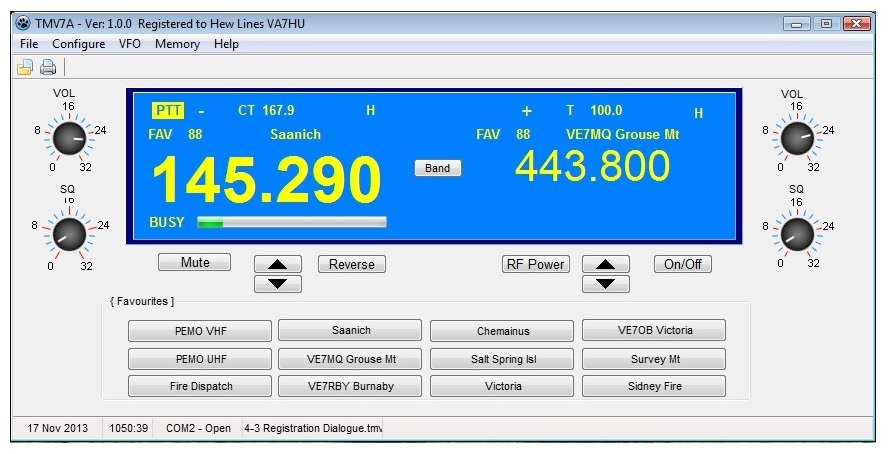 TMV7A - Ver: 1.0.0 Registered to Hew Lines VA7HU
File Configure VFO Memory Help
VOL
16
8 24
0 32
SQ
16
8 24
0 32
PTT - CT 167.9 H + T 100.0 H
FAV 88 Saanich FAV 88 VE7MQ Grouse Mt
145.290 Band 443.800
BUSY
VOL
16
8 24
0 32
SQ
16
8 24
0 32
Mute Reverse RF Power On/Off
{ Favourites ]
PEMO VHF Saanich Chemainus VE7OB Victoria
PEMO UHF VE7MQ Grouse Mt Salt Spring Isl Survey Mt
Fire Dispatch VE7RBY Burnaby Victoria Sidney Fire
17 Nov 2013 1050:39 COM2 - Open 4-3 Registration Dialogue.tmv